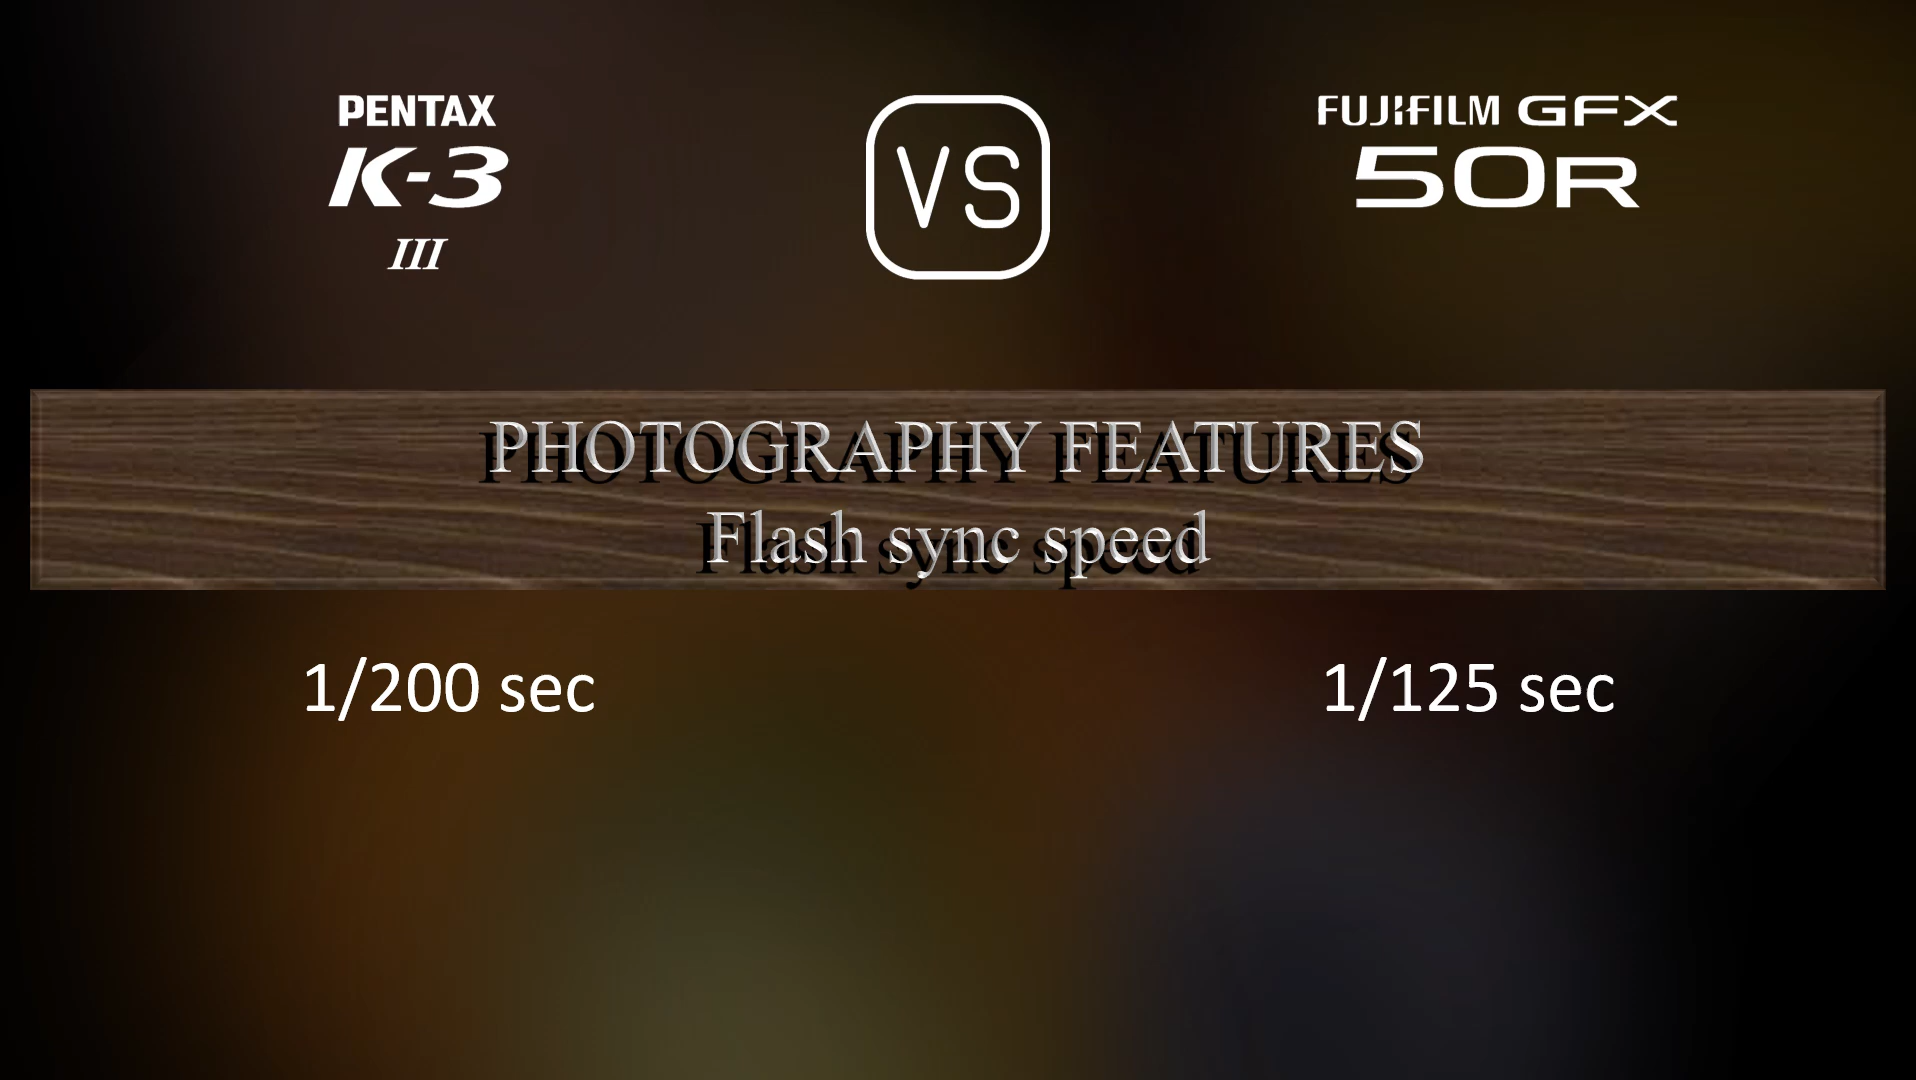 PENTAX
K-3
III
VS
FUJIFILM GFX
50R
PHOTOGRAPHY FEATURES
Flash sync speed
1/200 sec
1/125 sec